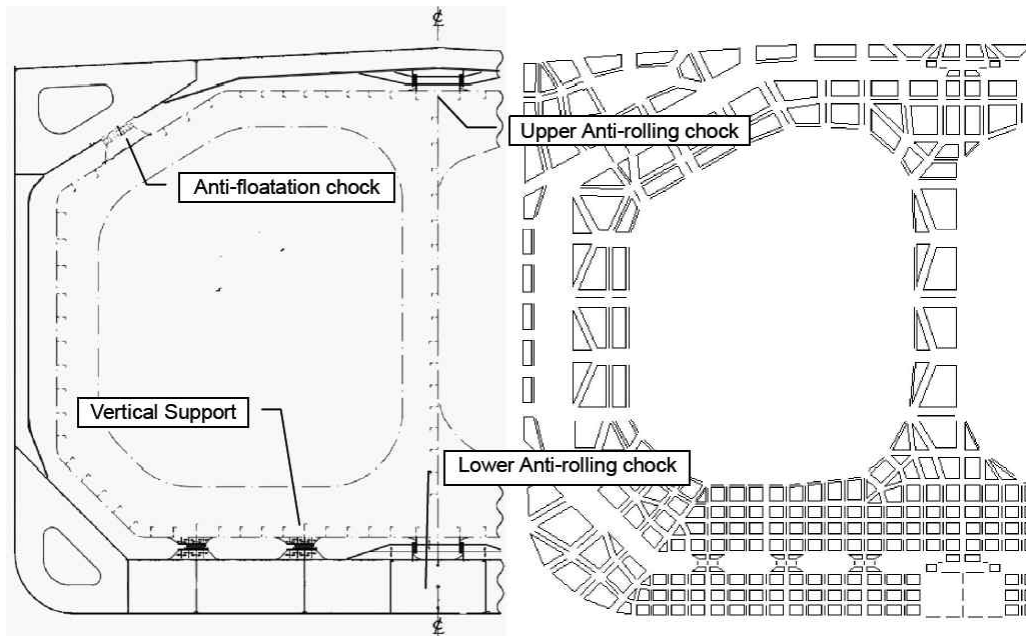 Upper Anti-rolling chock
Anti-floatation chock
Vertical Support
Lower Anti-rolling chock